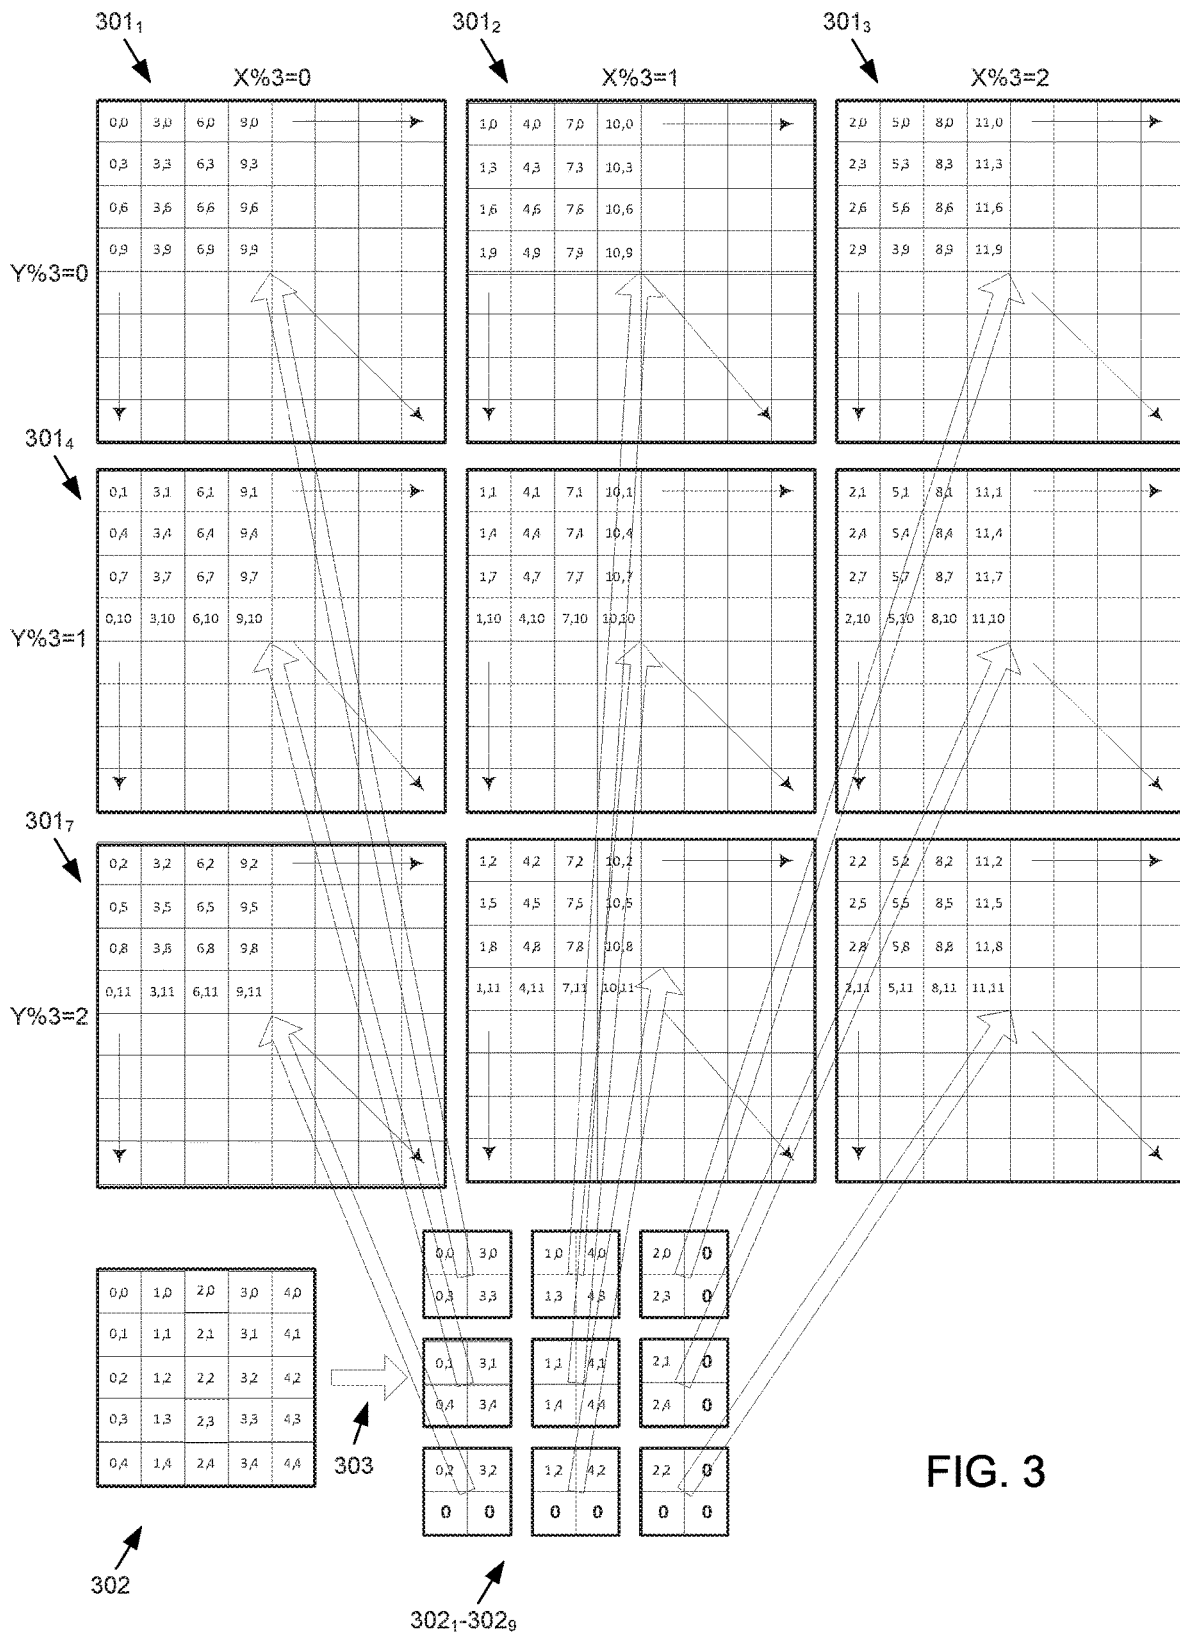 301₁ 301₂ 301₃
X%3=0 X%3=1 X%3=2
0,0 3,0 6,0 9,0 1,0 4,0 7,0 10,0 2,0 5,0 8,0 11,0
0,3 3,3 6,3 9,3 1,3 4,3 7,3 10,3 2,3 5,3 8,3 11,3
0,6 3,6 6,6 9,6 1,6 4,6 7,6 10,6 2,6 5,6 8,6 11,6
0,9 3,9 6,9 9,9 1,9 4,9 7,9 10,9 2,9 3,9 8,9 11,9
Y%3=0
301₄
0,1 3,1 6,1 9,1 1,1 4,1 7,1 10,1 2,1 5,1 8,1 11,1
0,4 3,4 6,4 9,4 1,4 4,4 7,4 10,4 2,4 5,4 8,4 11,4
0,7 3,7 6,7 9,7 1,7 4,7 7,7 10,7 2,7 5,7 8,7 11,7
0,10 3,10 6,10 9,10 1,10 4,10 7,10 10,10 2,10 5,10 8,10 11,10
Y%3=1
301₇
0,2 3,2 6,2 9,2 1,2 4,2 7,2 10,2 2,2 5,2 8,2 11,2
0,5 3,5 6,5 9,5 1,5 4,5 7,5 10,5 2,5 5,5 8,5 11,5
0,8 3,8 6,8 9,8 1,8 4,8 7,8 10,8 2,8 5,8 8,8 11,8
0,11 3,11 6,11 9,11 1,11 4,11 7,11 10,11 2,11 5,11 8,11 11,11
Y%3=2
0,0 3,0 1,0 4,0 2,0 0
0,3 3,3 1,3 4,3 2,3 0
0,1 3,1 1,1 4,1 2,1 0
0,4 3,4 1,4 4,4 2,4 0
0,2 3,2 1,2 4,2 2,2 0
0 0 0 0 0 0
0,0 1,0 2,0 3,0 4,0
0,1 1,1 2,1 3,1 4,1
0,2 1,2 2,2 3,2 4,2
0,3 1,3 2,3 3,3 4,3
0,4 1,4 2,4 3,4 4,4
303
FIG. 3
302
302₁-302₉